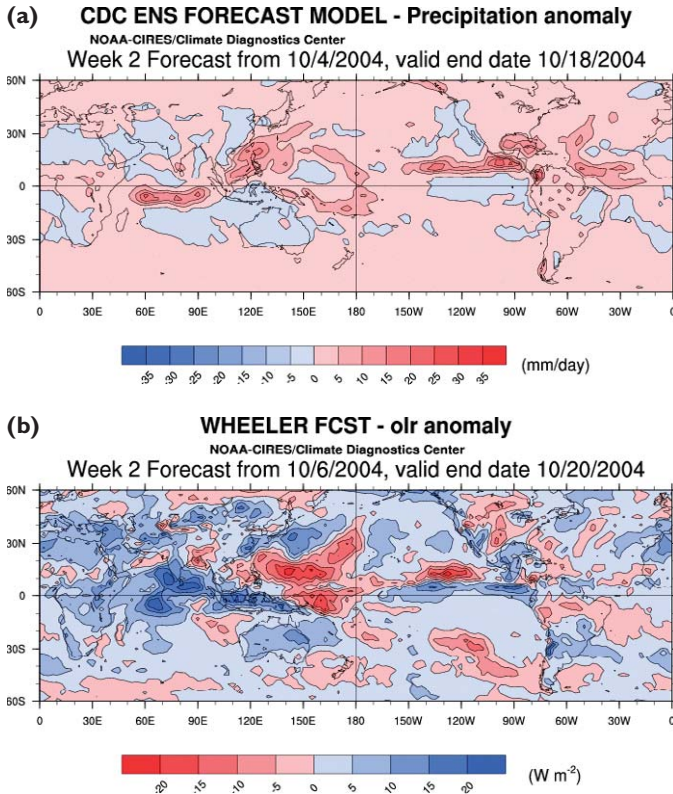 (a) CDC ENS FORECAST MODEL - Precipitation anomaly
NOAA-CIRES/Climate Diagnostics Center
Week 2 Forecast from 10/4/2004, valid end date 10/18/2004
60N
30N
0
30S
60S
0 30E 60E 90E 120E 150E 180 150W 120W 90W 60W 30W 0
-35 -25 -20 -15 -10 -5 0 5 10 15 20 25 35 (mm/day)
(b) WHEELER FCST - olr anomaly
NOAA-CIRES/Climate Diagnostics Center
Week 2 Forecast from 10/6/2004, valid end date 10/20/2004
60N
30N
0
30S
60S
0 30E 60E 90E 120E 150E 180 150W 120W 90W 60W 30W 0
-20 -15 -10 -5 0 5 10 15 20 (W m⁻²)